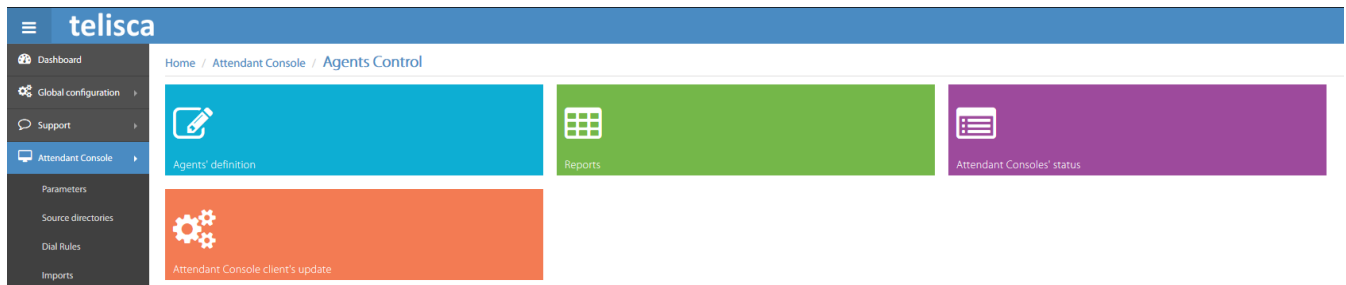 telisca
Dashboard
Home / Attendant Console / Agents Control
Global configuration
Support
Attendant Console
Agents' definition
Reports
Attendant Consoles' status
Parameters
Source directories
Dial Rules
Imports
Attendant Console client's update